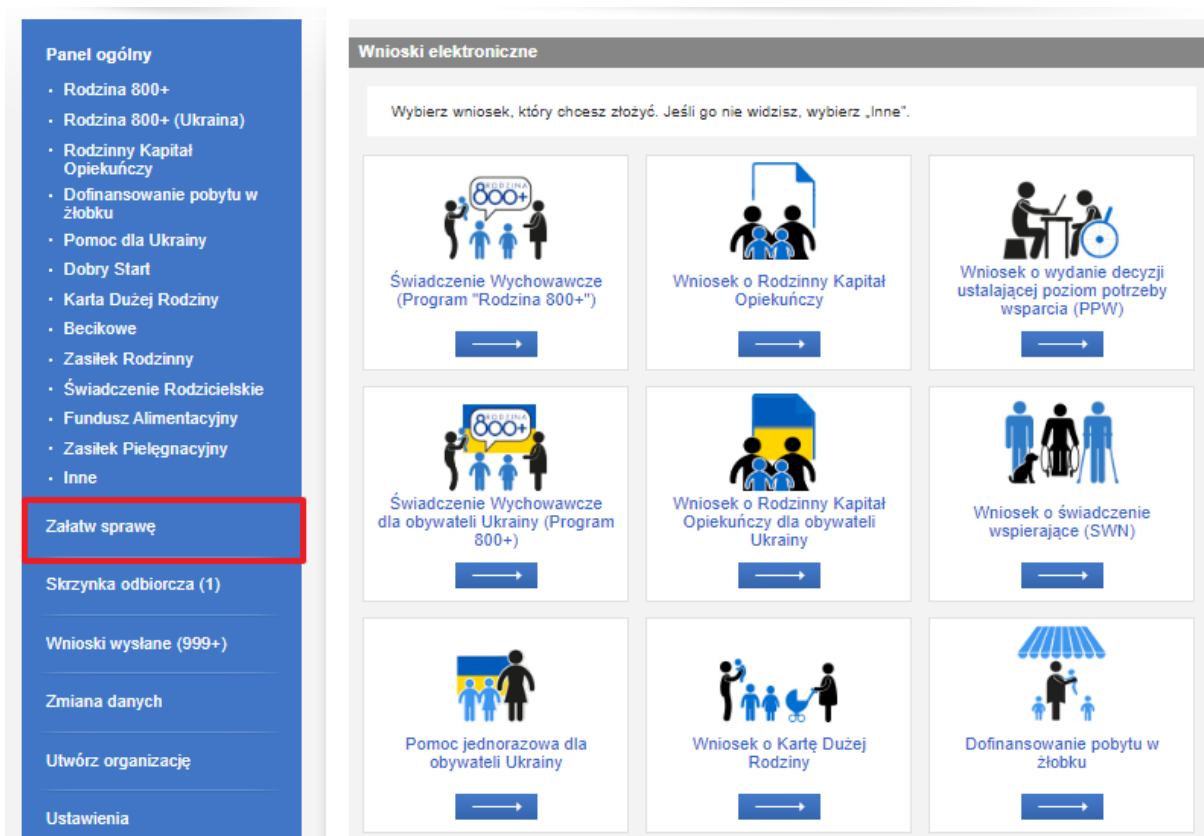 Panel ogólny
Rodzina 800+
Rodzina 800+ (Ukraina)
Rodzinny Kapitał
Opiekuńczy
Dofinansowanie pobytu w
żłobku
Pomoc dla Ukrainy
Dobry Start
Karta Dużej Rodziny
Becikowe
Zasiłek Rodzinny
Świadczenie Rodzicielskie
Fundusz Alimentacyjny
Zasiłek Pielęgnacyjny
Inne
Załatw sprawę
Skrzynka odbiorcza (1)
Wnioski wysłane (999+)
Zmiana danych
Utwórz organizację
Ustawienia
Wnioski elektroniczne
Wybierz wniosek, który chcesz złożyć. Jeśli go nie widzisz, wybierz „Inne”.
RODZINA
800+
Świadczenie Wychowawcze
(Program "Rodzina 800+")
Wniosek o Rodzinny Kapitał
Opiekuńczy
Wniosek o wydanie decyzji
ustalającej poziom potrzeby
wsparcia (PPW)
RODZINA
800+
Świadczenie Wychowawcze
dla obywateli Ukrainy (Program
800+)
Wniosek o Rodzinny Kapitał
Opiekuńczy dla obywateli
Ukrainy
Wniosek o świadczenie
wspierające (SWN)
Pomoc jednorazowa dla
obywateli Ukrainy
Wniosek o Kartę Dużej
Rodziny
Dofinansowanie pobytu w
żłobku